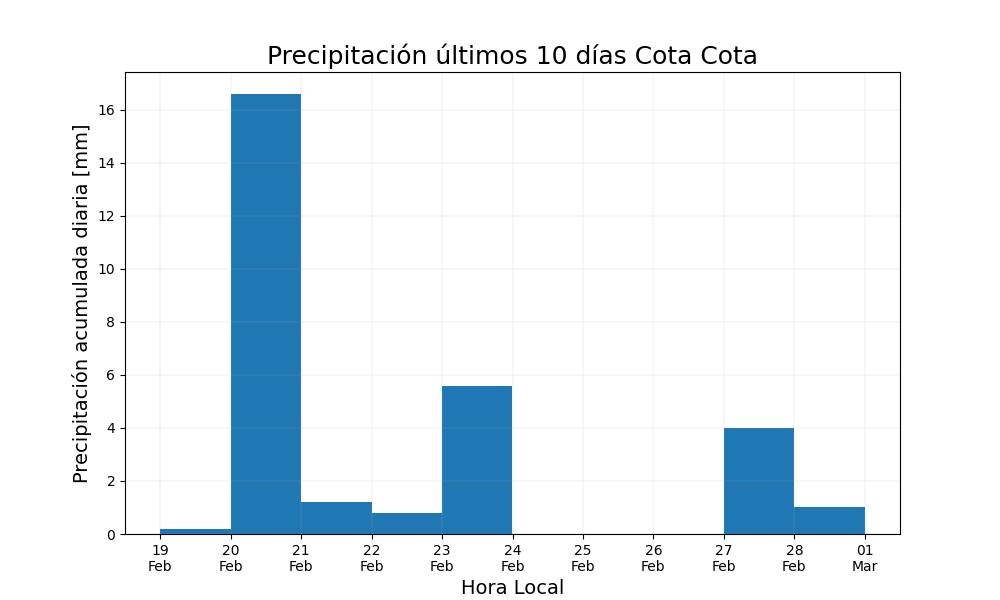 Precipitación últimos 10 días Cota Cota
Precipitación acumulada diaria [mm]
16
14
12
10
8
6
4
2
0
19 20 21 22 23 24 25 26 27 28 01
Feb Feb Feb Feb Feb Feb Feb Feb Feb Feb Mar
Hora Local